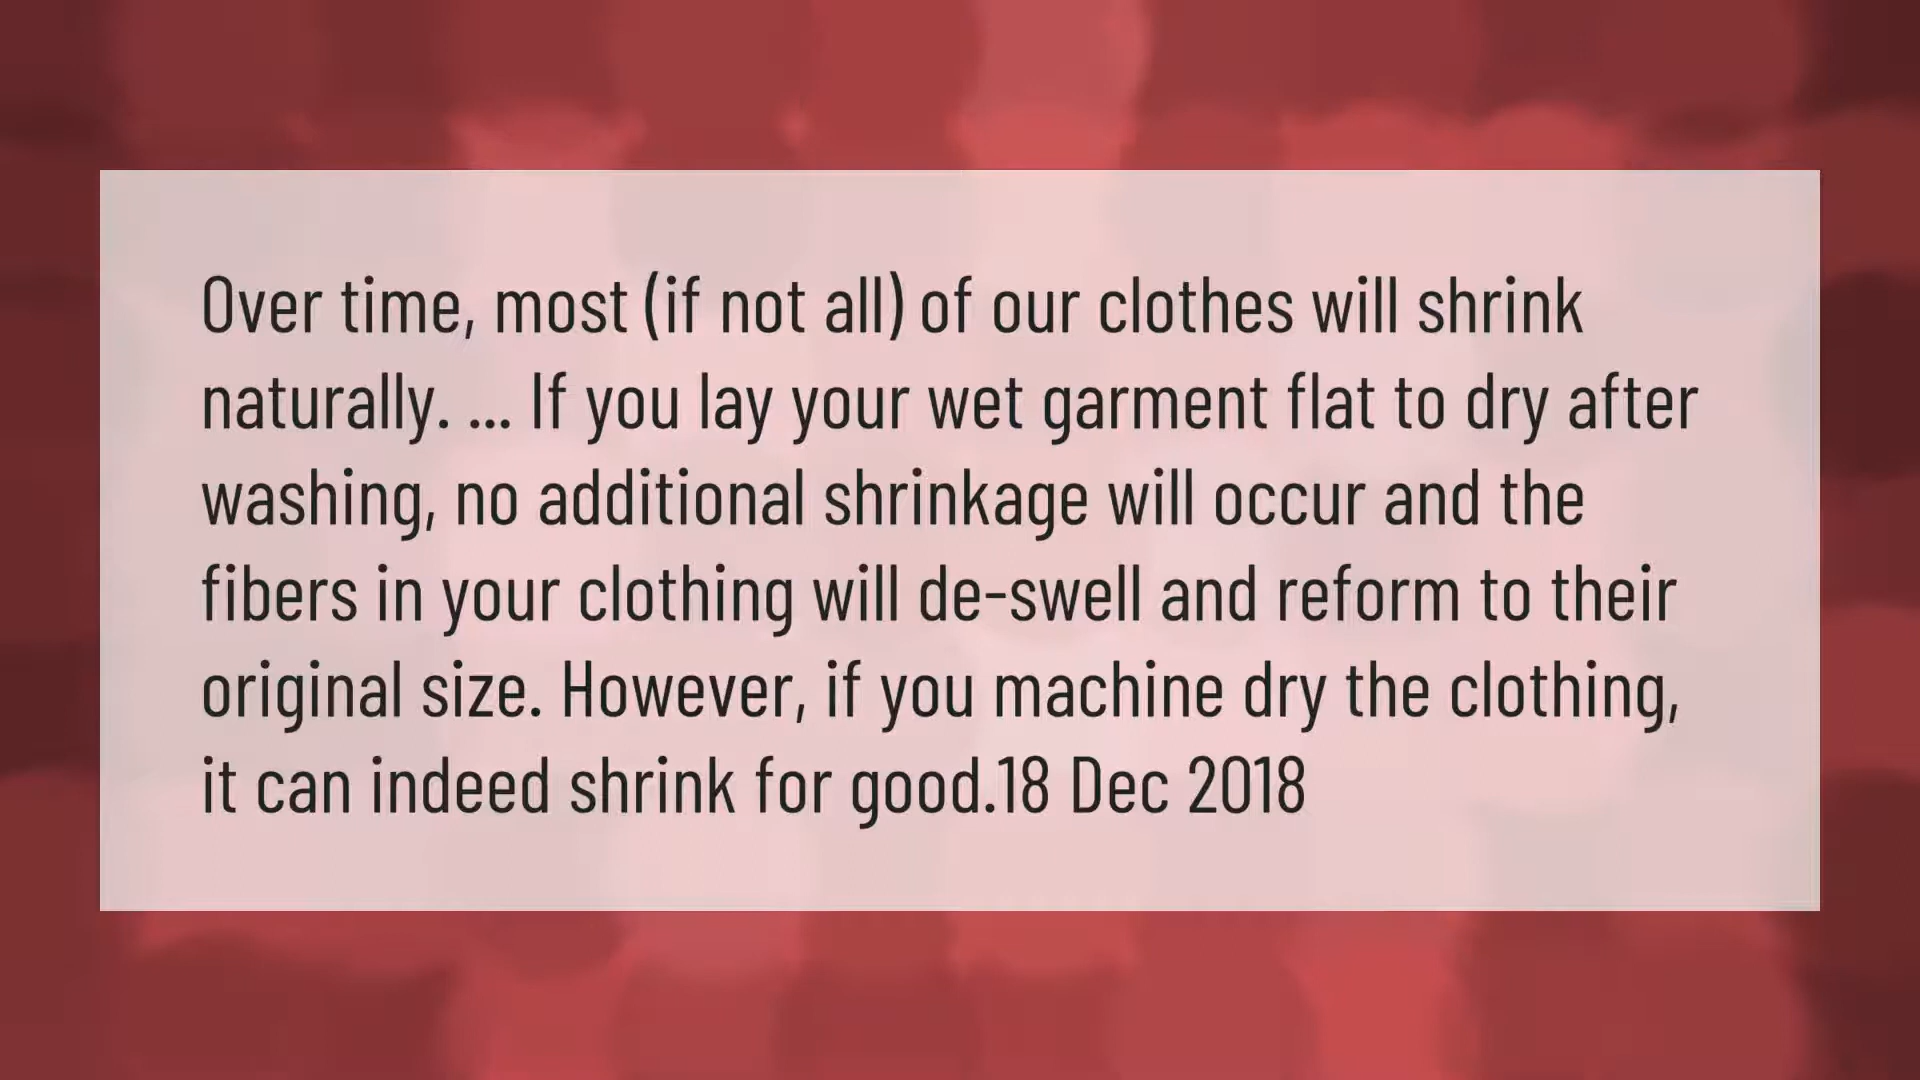 Over time, most (if not all) of our clothes will shrink
naturally. ... If you lay your wet garment flat to dry after
washing, no additional shrinkage will occur and the
fibers in your clothing will de-swell and reform to their
original size. However, if you machine dry the clothing,
it can indeed shrink for good.18 Dec 2018